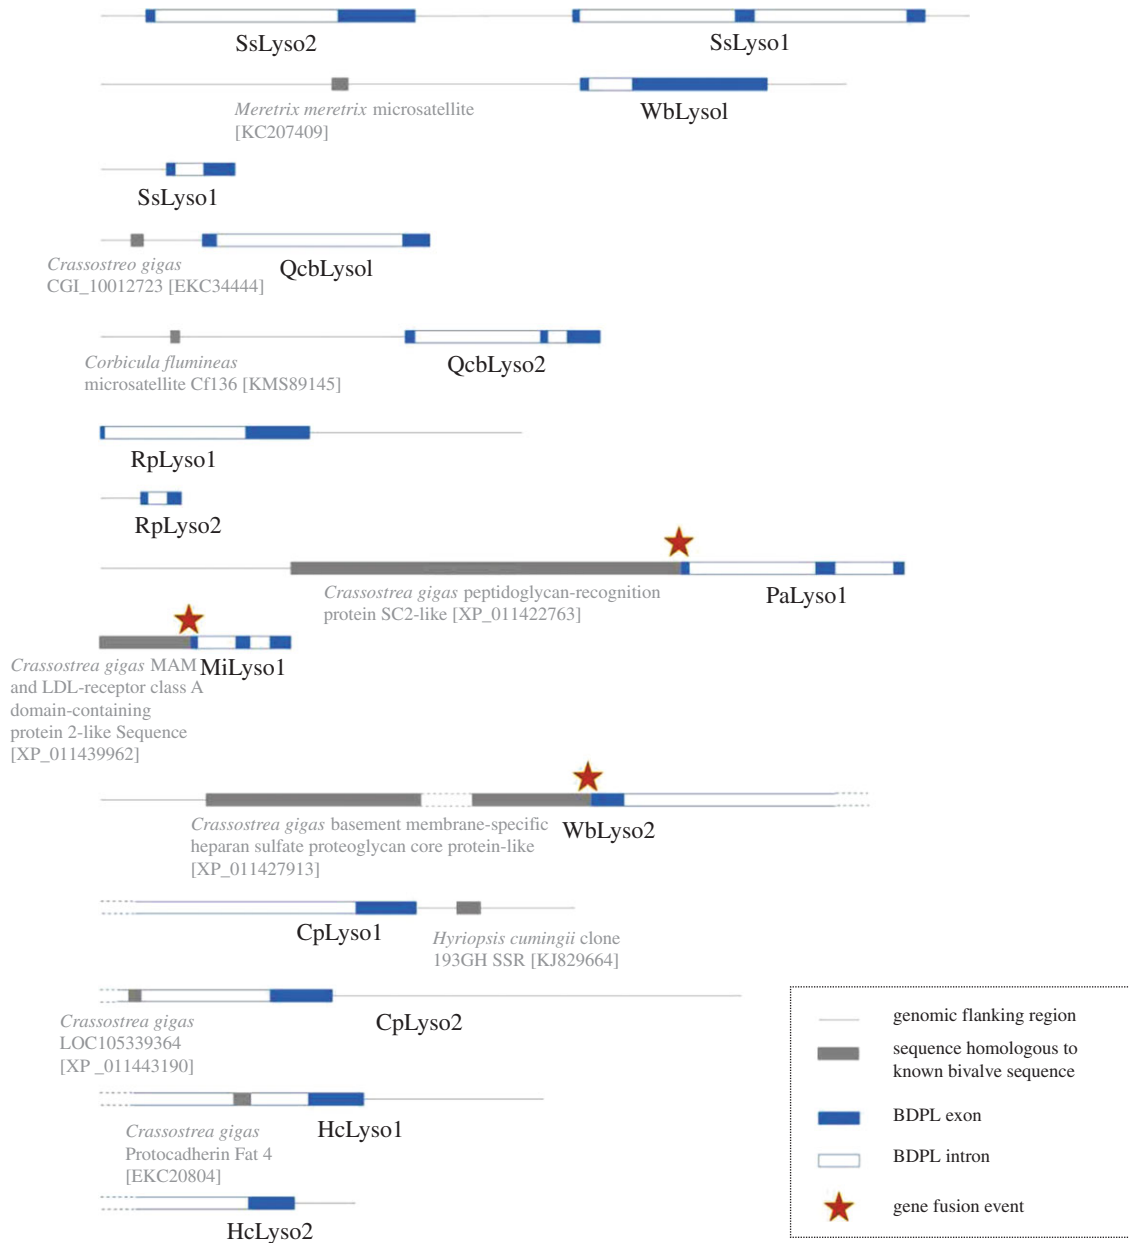 SsLyso2
SsLyso1
Meretrix meretrix microsatellite
[KC207409]
WbLysol
SsLyso1
Crassostreo gigas
CGI_10012723 [EKC34444]
QcbLysol
Corbicula flumineas
microsatellite Cf136 [KMS89145]
QcbLyso2
RpLyso1
RpLyso2
Crassostrea gigas peptidoglycan-recognition
protein SC2-like [XP_011422763]
PaLyso1
Crassostrea gigas MAM
and LDL-receptor class A
domain-containing
protein 2-like Sequence
[XP_011439962]
MiLyso1
Crassostrea gigas basement membrane-specific
heparan sulfate proteoglycan core protein-like
[XP_011427913]
WbLyso2
CpLyso1
Hyriopsis cumingii clone
193GH SSR [KJ829664]
Crassostrea gigas
LOC105339364
[XP _011443190]
CpLyso2
Crassostrea gigas
Protocadherin Fat 4
[EKC20804]
HcLyso1
HcLyso2
genomic flanking region
sequence homologous to
known bivalve sequence
BDPL exon
BDPL intron
gene fusion event